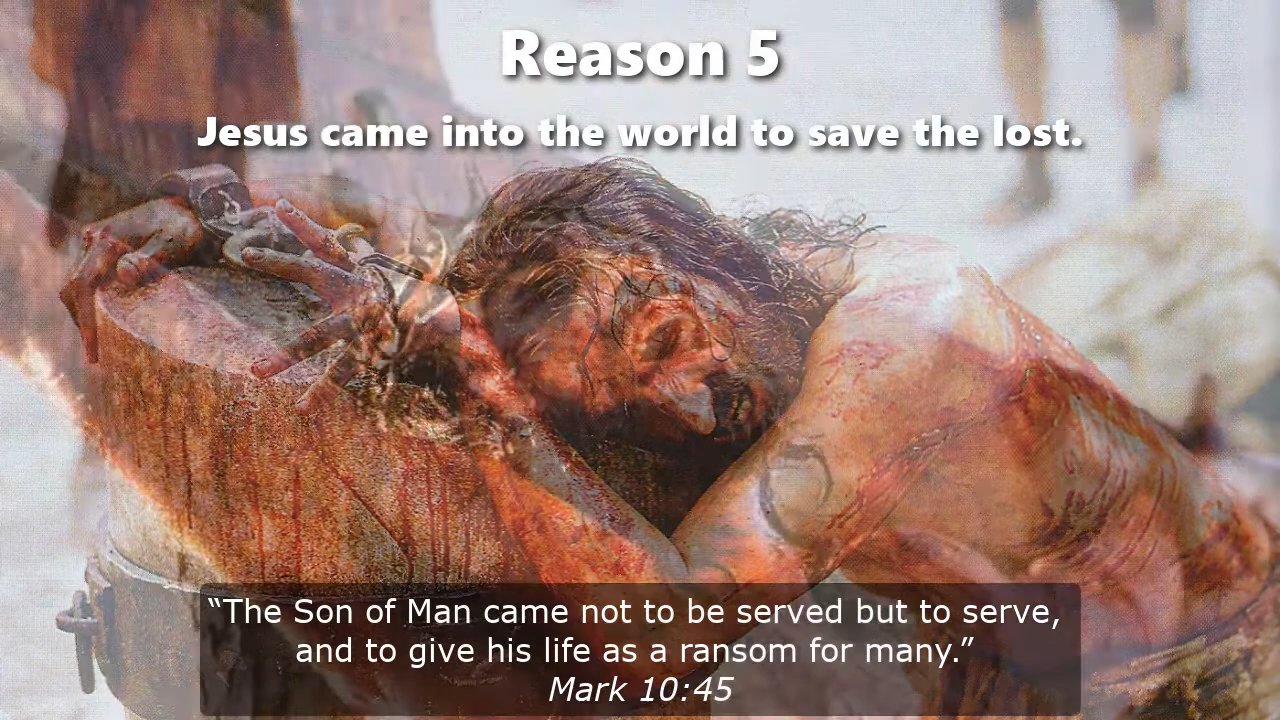 Reason 5
Jesus came into the world to save the lost.
“The Son of Man came not to be served but to serve,
and to give his life as a ransom for many.”
Mark 10:45